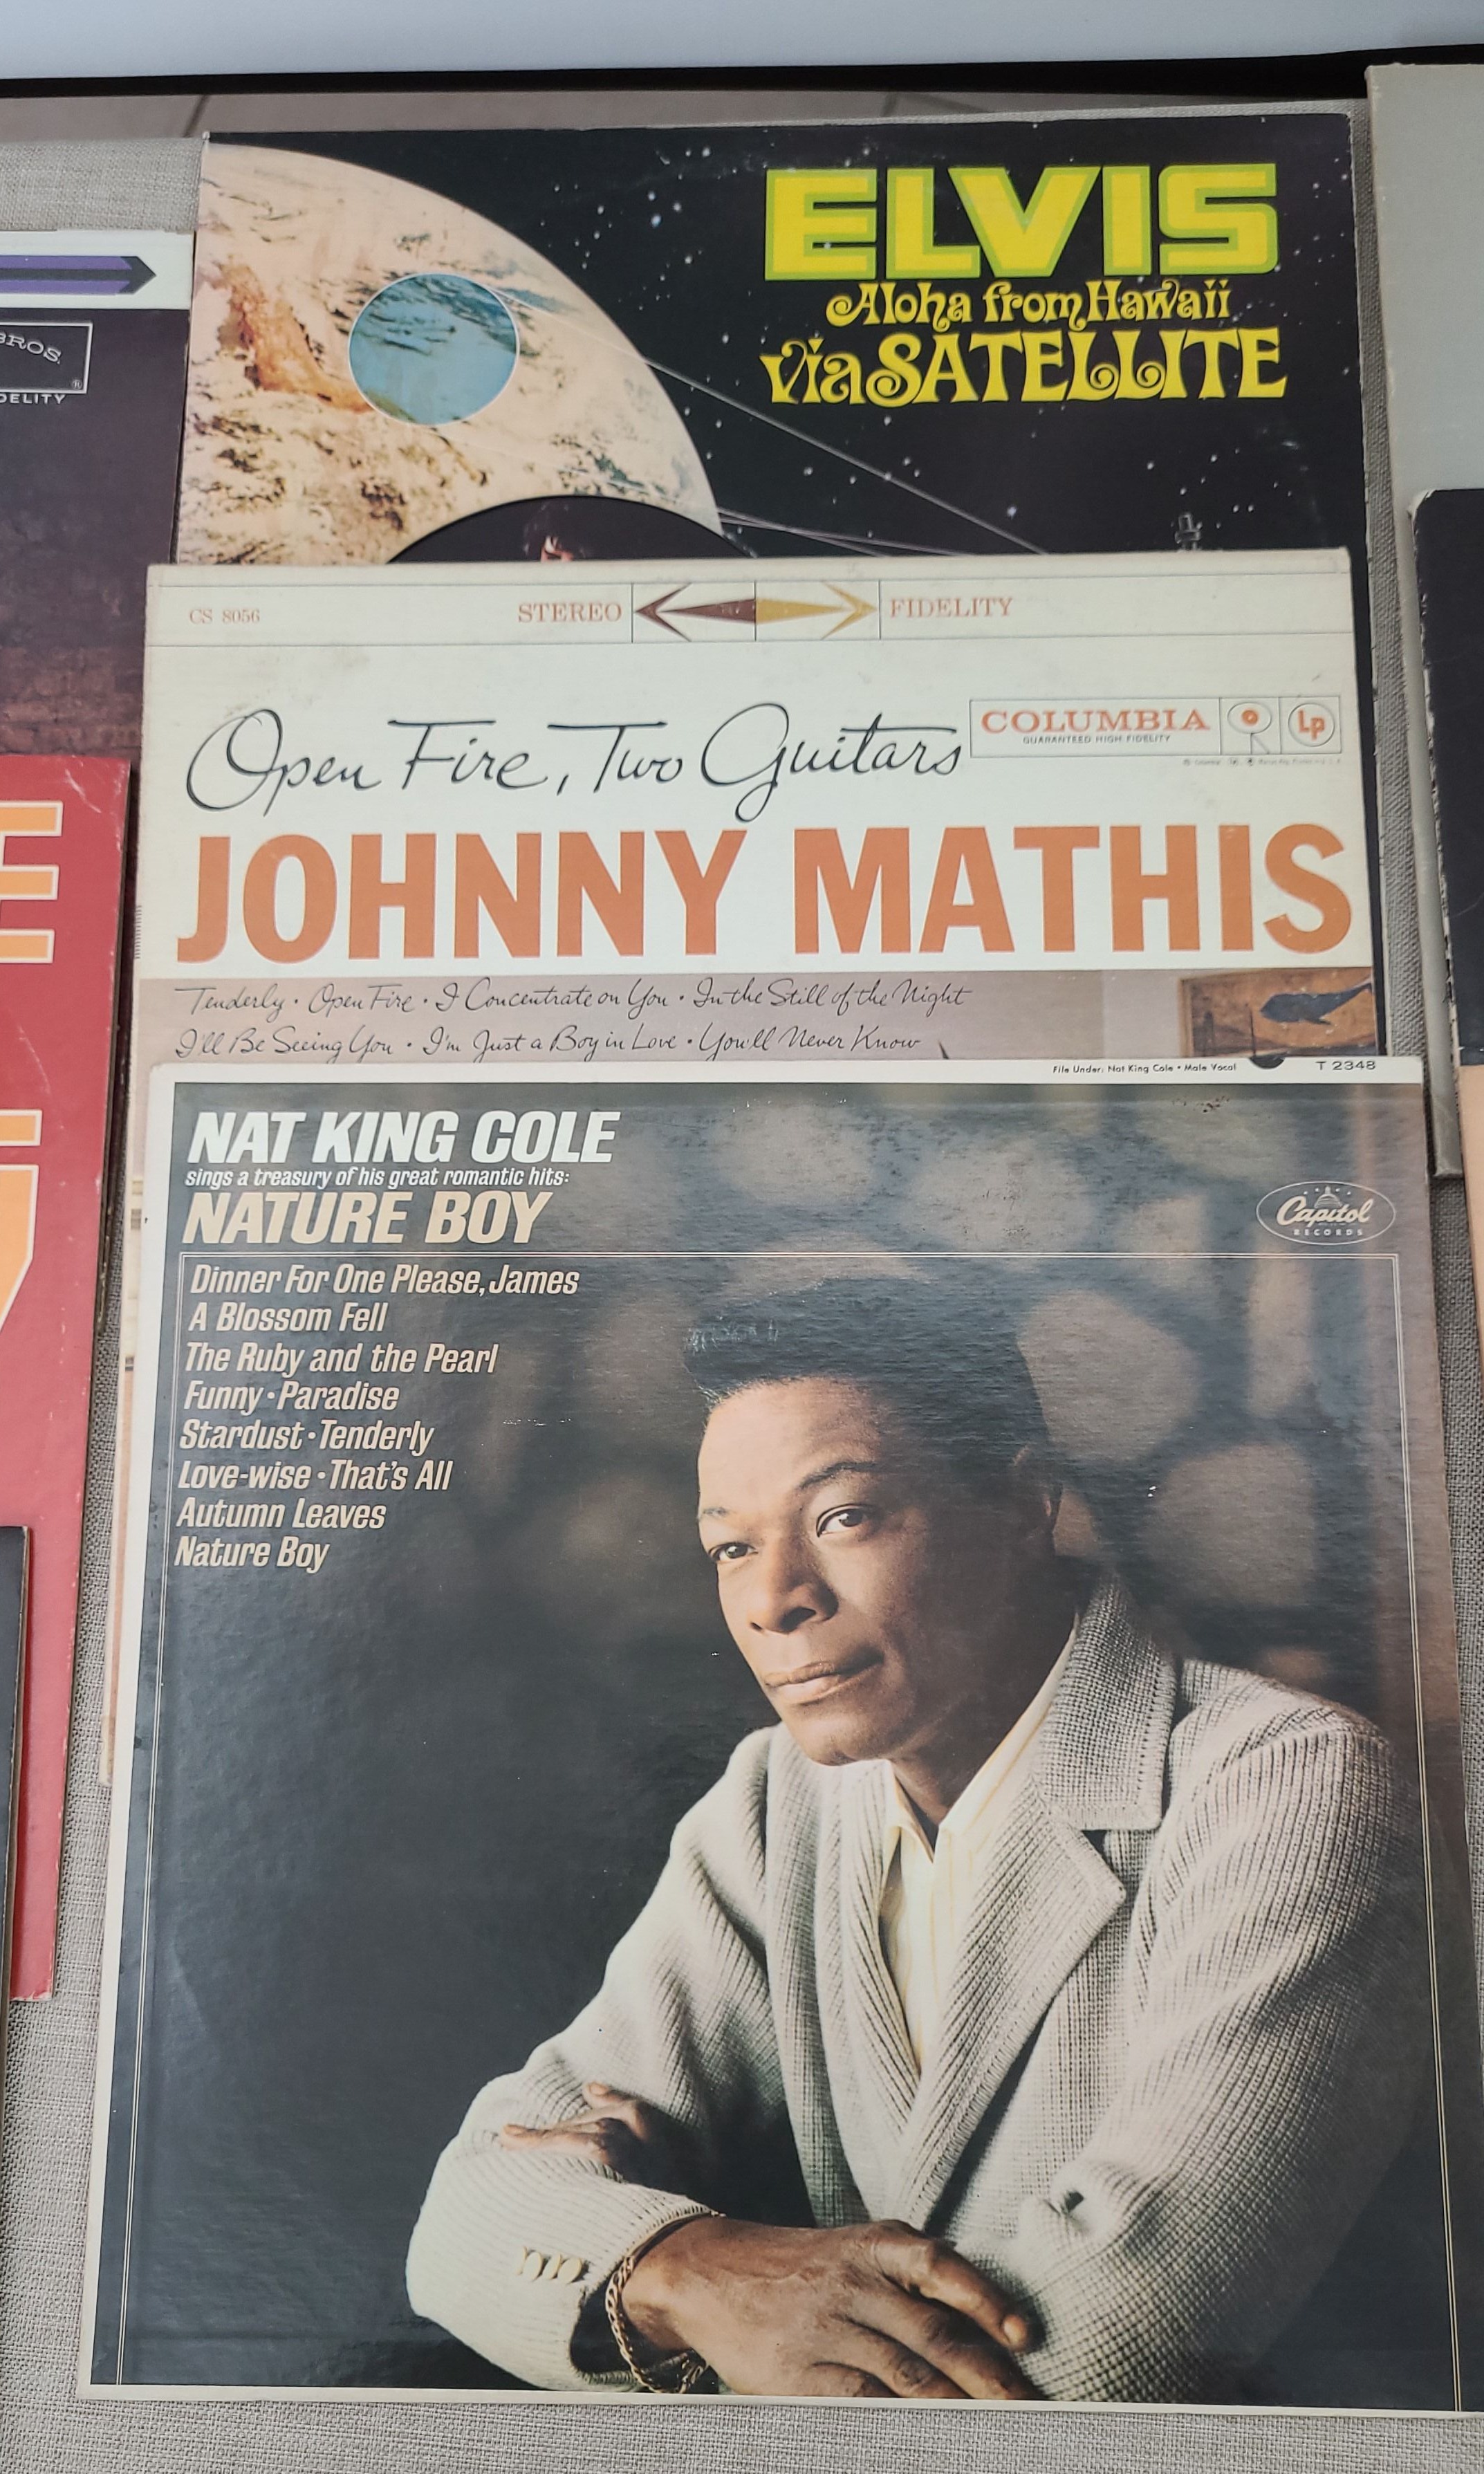 ELVIS
Aloha from Hawaii
via SATELLITE
BROS.
®
DELITY
CS 8056
STEREO
FIDELITY
Open Fire, Two Guitars
COLUMBIA
GUARANTEED HIGH FIDELITY
Lp
JOHNNY MATHIS
Tenderly · Open Fire · I Concentrate on You · In the Still of the Night
I'll Be Seeing You · I'm Just a Boy in Love · You'll Never Know
E
File Under: Nat King Cole • Male Vocal
T 2348
NAT KING COLE
sings a treasury of his great romantic hits:
NATURE BOY
Capitol
RECORDS
Dinner For One Please, James
A Blossom Fell
The Ruby and the Pearl
Funny • Paradise
Stardust • Tenderly
Love-wise • That's All
Autumn Leaves
Nature Boy